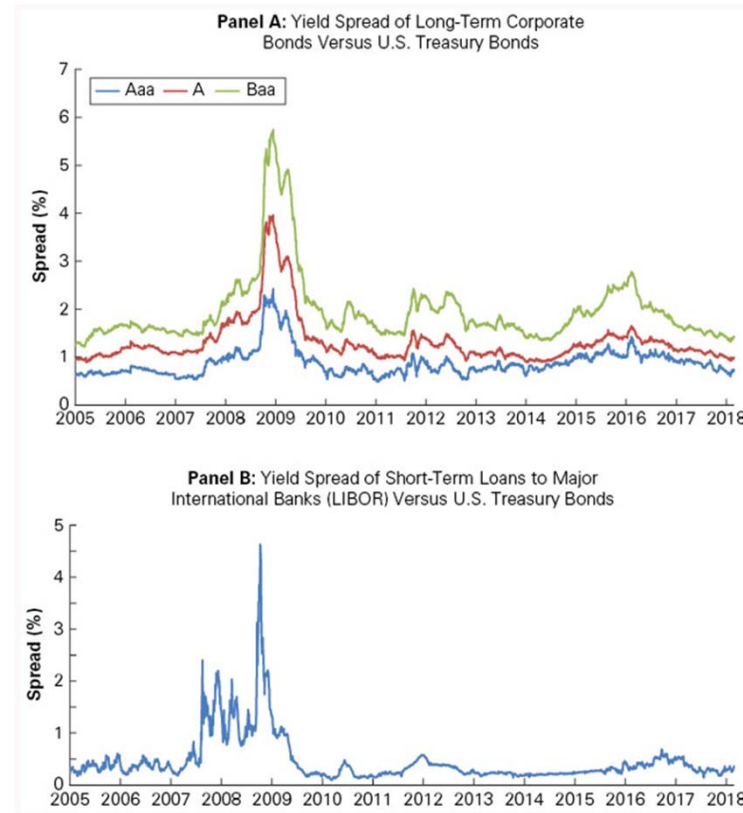 Panel A: Yield Spread of Long-Term Corporate
Bonds Versus U.S. Treasury Bonds
7
Aaa A Baa
6
5
4
3
2
1
0
Spread (%)
2005 2006 2007 2008 2009 2010 2011 2012 2013 2014 2015 2016 2017 2018
Panel B: Yield Spread of Short-Term Loans to Major
International Banks (LIBOR) Versus U.S. Treasury Bonds
5
4
3
2
1
0
Spread (%)
2005 2006 2007 2008 2009 2010 2011 2012 2013 2014 2015 2016 2017 2018